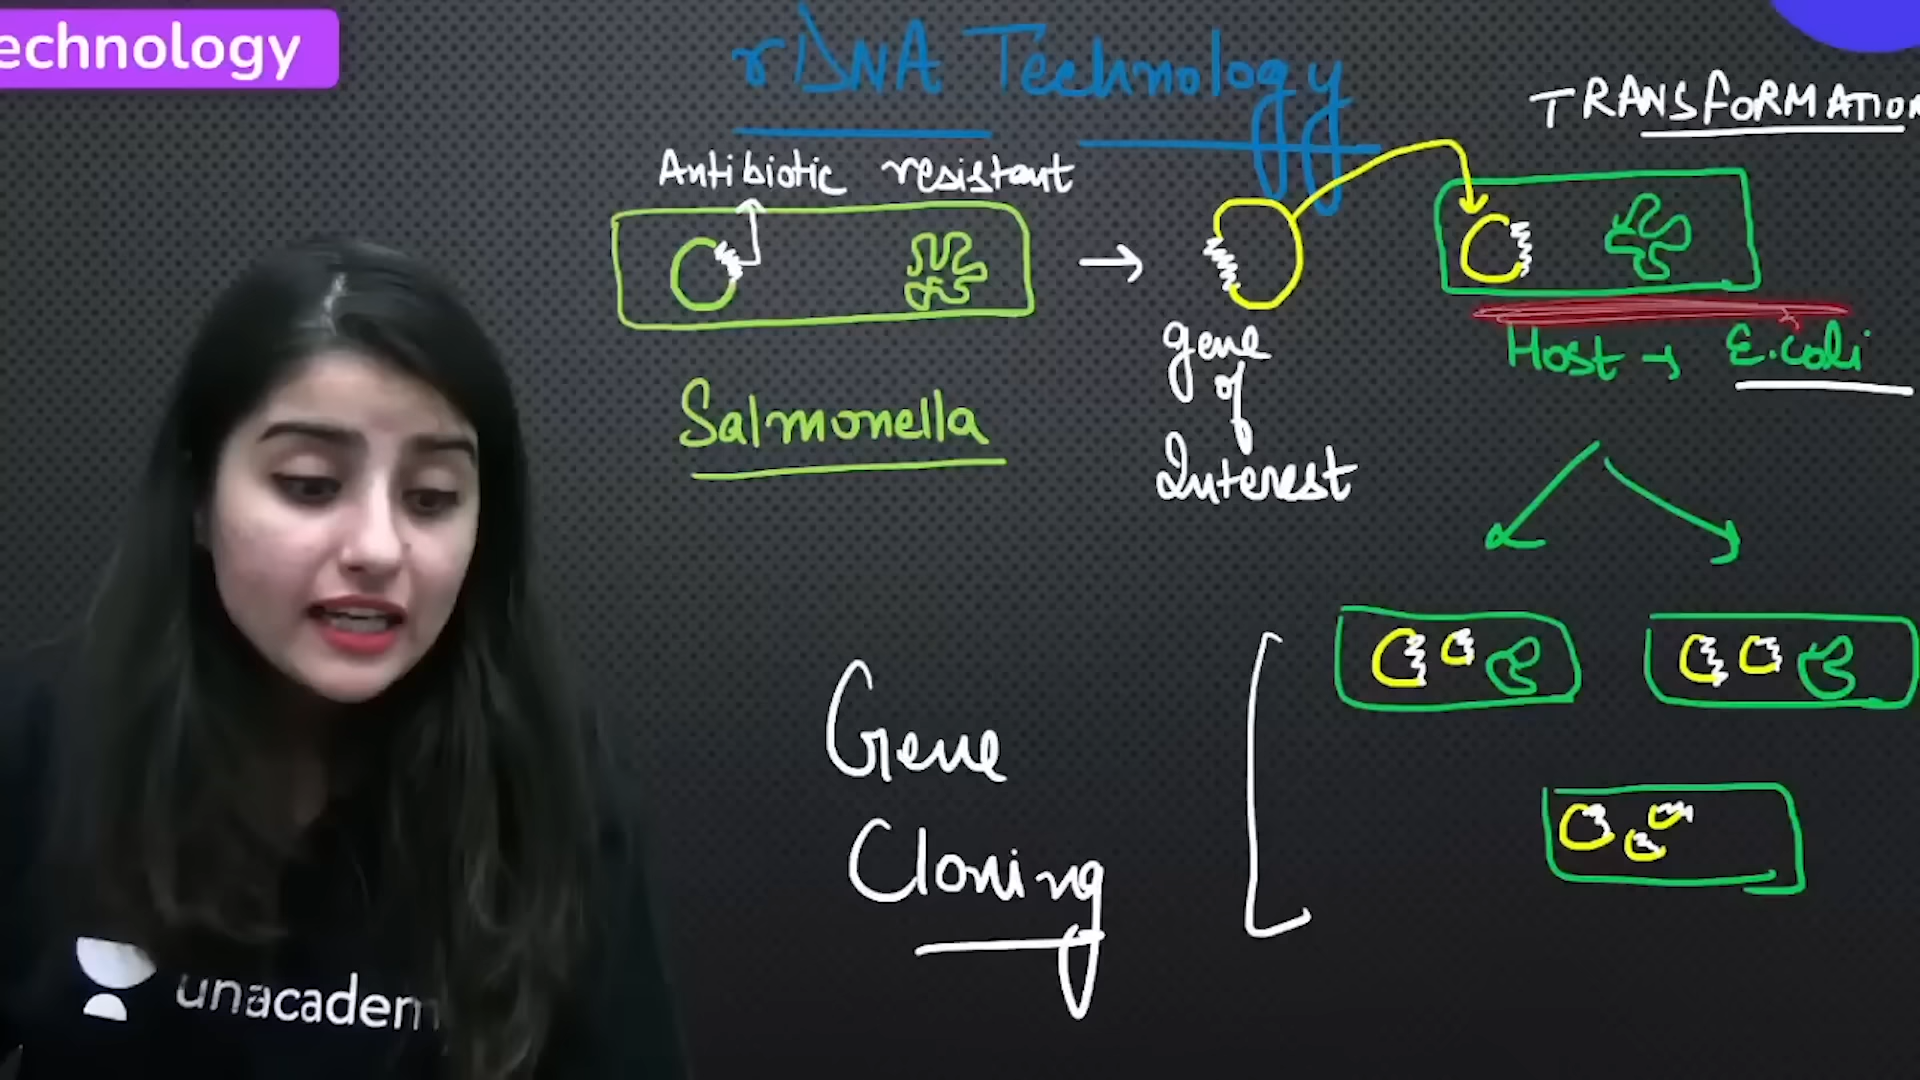 echnology
rDNA Technology
TRANSFORMATION
Antibiotic resistant
gene
of
Interest
Host → E.coli
Salmonella
Gene
Cloning
unacadem